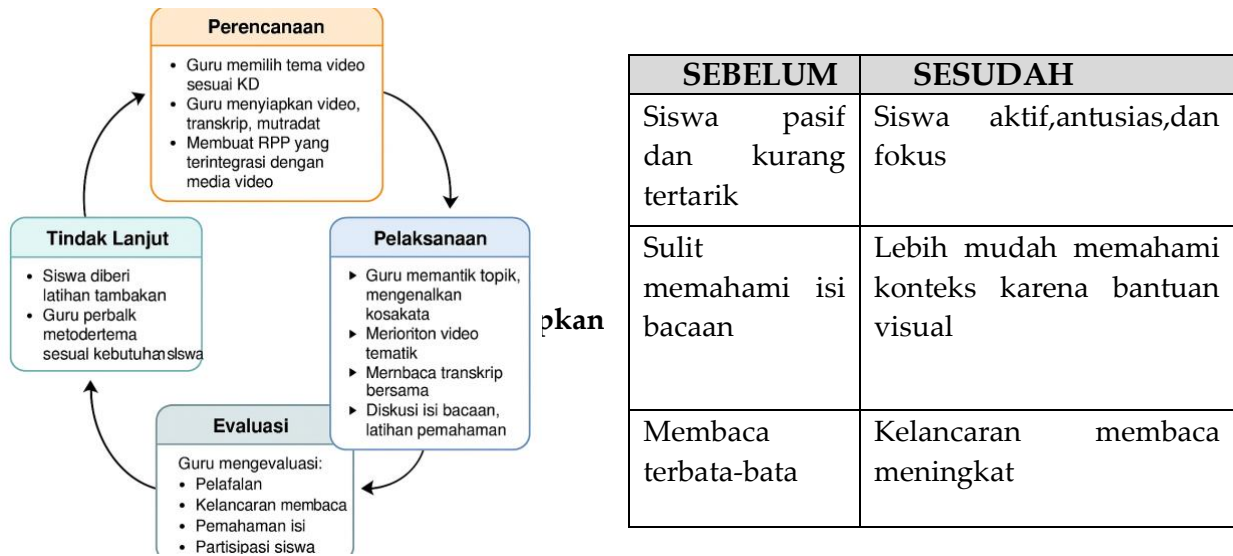 Perencanaan
• Guru memilih tema video
sesuai KD
• Guru menyiapkan video,
transkrip, mutradat
• Membuat RPP yang
terintegrasi dengan
media video
Pelaksanaan
▶ Guru memantik topik,
mengenalkan
kosakata
▶ Merioriton video
tematik
▶ Mernbaca transkrip
bersama
▶ Diskusi isi bacaan,
latihan pemahaman
Evaluasi
Guru mengevaluasi:
• Pelafalan
• Kelancaran membaca
• Pemahaman isi
• Partisipasi siswa
Tindak Lanjut
• Siswa diberi
latihan tambakan
• Guru perbalk
metodertema
sesual kebutuhan slswa
pkan
SEBELUM SESUDAH
Siswa pasif
dan kurang
tertarik
Siswa aktif,antusias,dan
fokus
Sulit
memahami isi
bacaan
Lebih mudah memahami
konteks karena bantuan
visual
Membaca
terbata-bata
Kelancaran membaca
meningkat